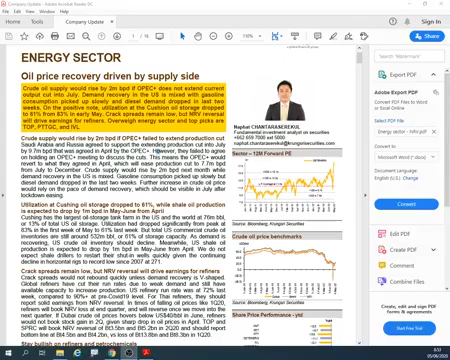 Company Update - Adobe Acrobat Reader DC
File Edit View Window Help
Home Tools Company Update ... ×
Sign In
1 / 16
110%
Share
ENERGY SECTOR
Oil price recovery driven by supply side
Crude oil supply would rise by 2m bpd if OPEC+ does not extend current
output cut into July. Demand recovery in the US is mixed with gasoline
consumption picked up slowly and diesel demand dropped in last two
weeks. On the positive note, utilization at the Cushion oil storage dropped
to 61% from 83% in early May. Crack spreads remain low, but NRV reversal
will drive earnings for refiners. Overweigh energy sector and top picks are
TOP, PTTGC, and IVL.
Crude supply would rise by 2m bpd if OPEC+ failed to extend production cut
Saudi Arabia and Russia agreed to support the extending production cut into July
by 9.7m bpd that was agreed in April by the OPEC+. However, they failed to agree
on holding an OPEC+ meeting to discuss the cuts. This means the OPEC+ would
revert to what they agreed in April, which will ease production cut to 7.7m bpd
from July to December. Crude supply would rise by 2m bpd next month while
demand recovery in the US is mixed. Gasoline consumption picked up slowly but
diesel demand dropped in the last two weeks. Further increase in crude oil price
would rely on the pace of demand recovery, which should be visible in July after
lockdown easing.
Utilization at Cushing oil storage dropped to 61%, while shale oil production
is expected to drop by 1m bpd in May-June from April
Cushing has the largest oil-storage tank farm in the US and the world at 76m bbl,
or 13% of total US oil storage. Utilization had dropped significantly from peak at
83% in the first week of May to 61% last week. But total US commercial crude oil
inventories are still around 532m bbl, or 61% of storage capacity. As demand is
recovering, US crude oil inventory should decline. Meanwhile, US shale oil
production is expected to drop by 1m bpd in May-June from April. We do not
expect shale drillers to restart their shut-in wells quickly given the continuing
decline in horizontal rigs to record low since 2007 at 271.
Crack spreads remain low, but NRV reversal will drive earnings for refiners
Crack spreads would not rebound quickly unless demand recovery is V-shaped.
Global refiners have cut their run rates due to weak demand and still have
available capacity to increase production. US refinery run rate was at 72% last
week, compared to 90%+ at pre-Covid19 level. For Thai refiners, they should
report solid earnings from NRV reversal. In times of falling oil prices like 1Q20,
refiners will book NRV loss at end quarter, and will reverse once we move into the
next quarter. If Dubai crude oil price hovers below US$40/bbl in June, refiners
would not book stock gain in 2Q, given sharp drop in oil prices in April. TOP and
SPRC will book NRV reversal of Bt3.5bn and Bt5.2bn in 2Q20 and should report
bottom line at Bt4.5bn and Bt4.2bn, vs loss of Bt13.8bn and Bt8.3bn in 1Q20.
Stay bullish on refiners and petrochemicals
Naphat CHANTARASEREEKUL
Fundamental investment analyst on securities
+662 659 7000 ext 5000
naphat.chantarasereekul@krungsrisecurities.com
Sector – 12M Forward PE
Source: Bloomberg, Krungsri Securities
Crude oil price benchmarks
Source: Bloomberg, Krungsri Securities
Share Price Performance - ytd
Search 'Watermark'
Export PDF
Adobe Export PDF
Convert PDF Files to Word
or Excel Online
Select PDF File
Convert to
Microsoft Word (*.docx)
Document Language:
English (U.S.) Change
Convert
Edit PDF
Create PDF
Comment
Combine Files
Create, edit and sign PDF
forms & agreements
Start Free Trial
05/06/2020